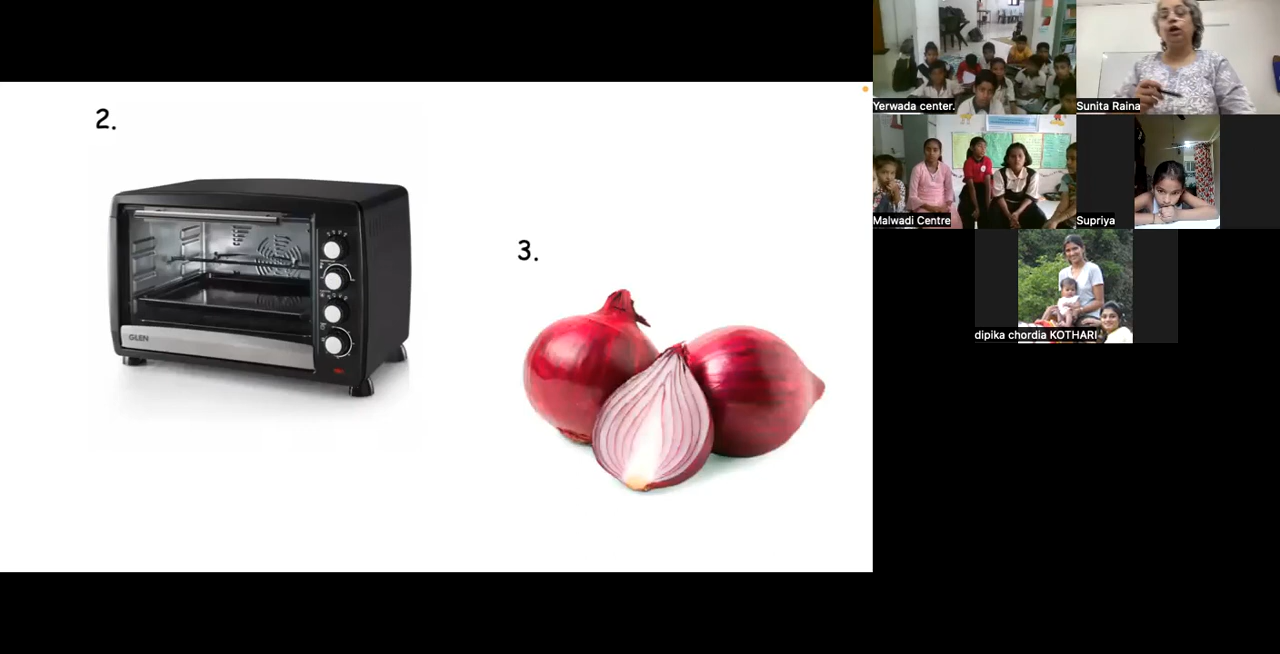 2.
GLEN
3.
Yerwada center.
Sunita Raina
Malwadi Centre
Supriya
dipika chordia KOTHARI